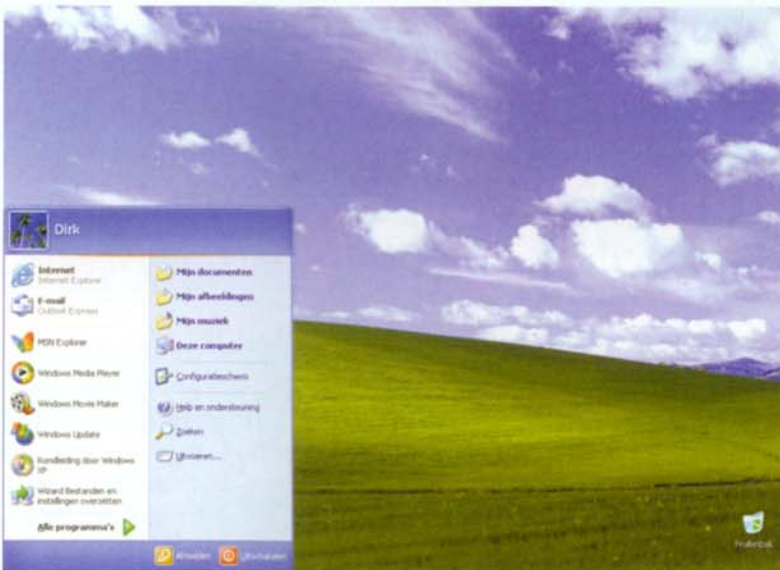 Dirk
Internet
Internet Explorer
E-mail
Outlook Express
MSN Explorer
Windows Media Player
Windows Movie Maker
Windows Update
Rondleiding door Windows
XP
Wizard Bestanden en
instellingen overzetten
Alle programma's
Mijn documenten
Mijn afbeeldingen
Mijn muziek
Deze computer
Configuratiescherm
Help en ondersteuning
Zoeken
Uitvoeren...
Afmelden
Uitschakelen
Prullenbak